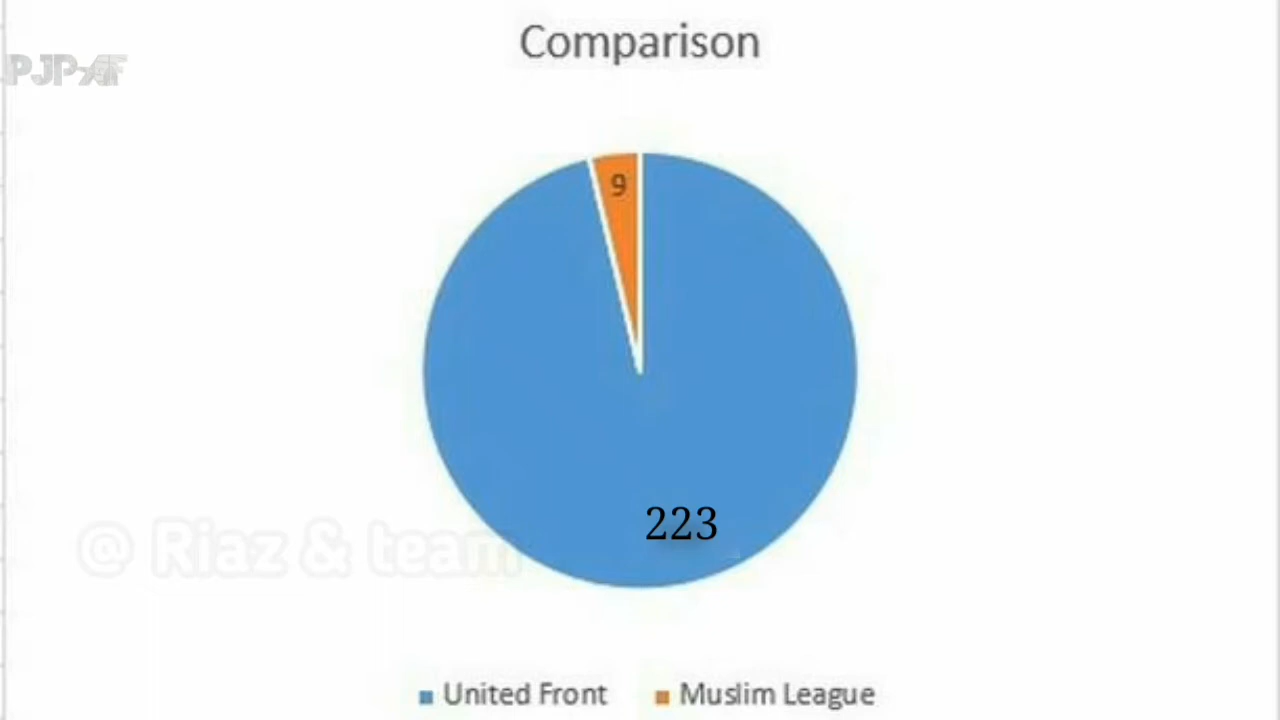 Comparison
9
223
@ Riaz & team
United Front
Muslim League